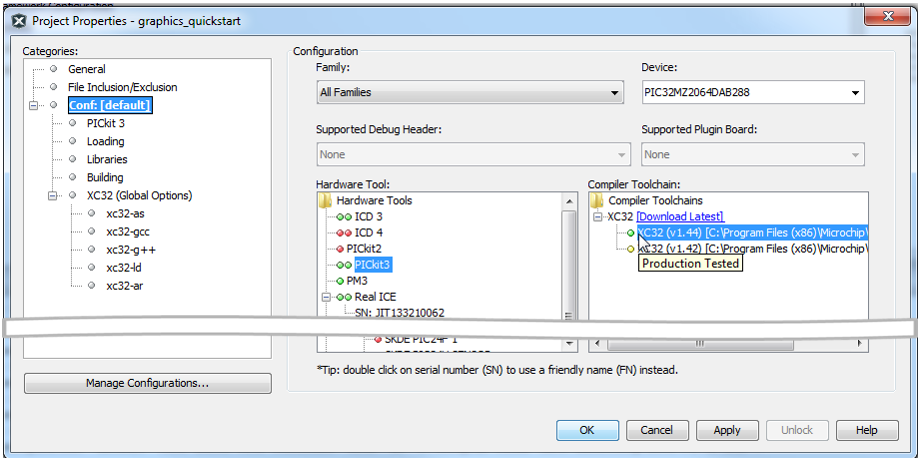 Project Properties - graphics_quickstart
Categories:
General
File Inclusion/Exclusion
Conf: [default]
PICkit 3
Loading
Libraries
Building
XC32 (Global Options)
xc32-as
xc32-gcc
xc32-g++
xc32-ld
xc32-ar
Manage Configurations...
Configuration
Family:
Device:
All Families
PIC32MZ2064DAB288
Supported Debug Header:
Supported Plugin Board:
None
None
Hardware Tool:
Hardware Tools
ICD 3
ICD 4
PICkit2
PICkit3
PM3
Real ICE
SN: JIT133210062
SKDE PIC24F 1
Compiler Toolchain:
Compiler Toolchains
XC32 [Download Latest]
XC32 (v1.44) [C:\Program Files (x86)\Microchip\
XC32 (v1.42) [C:\Program Files (x86)\Microchip\
Production Tested
*Tip: double click on serial number (SN) to use a friendly name (FN) instead.
OK
Cancel
Apply
Unlock
Help